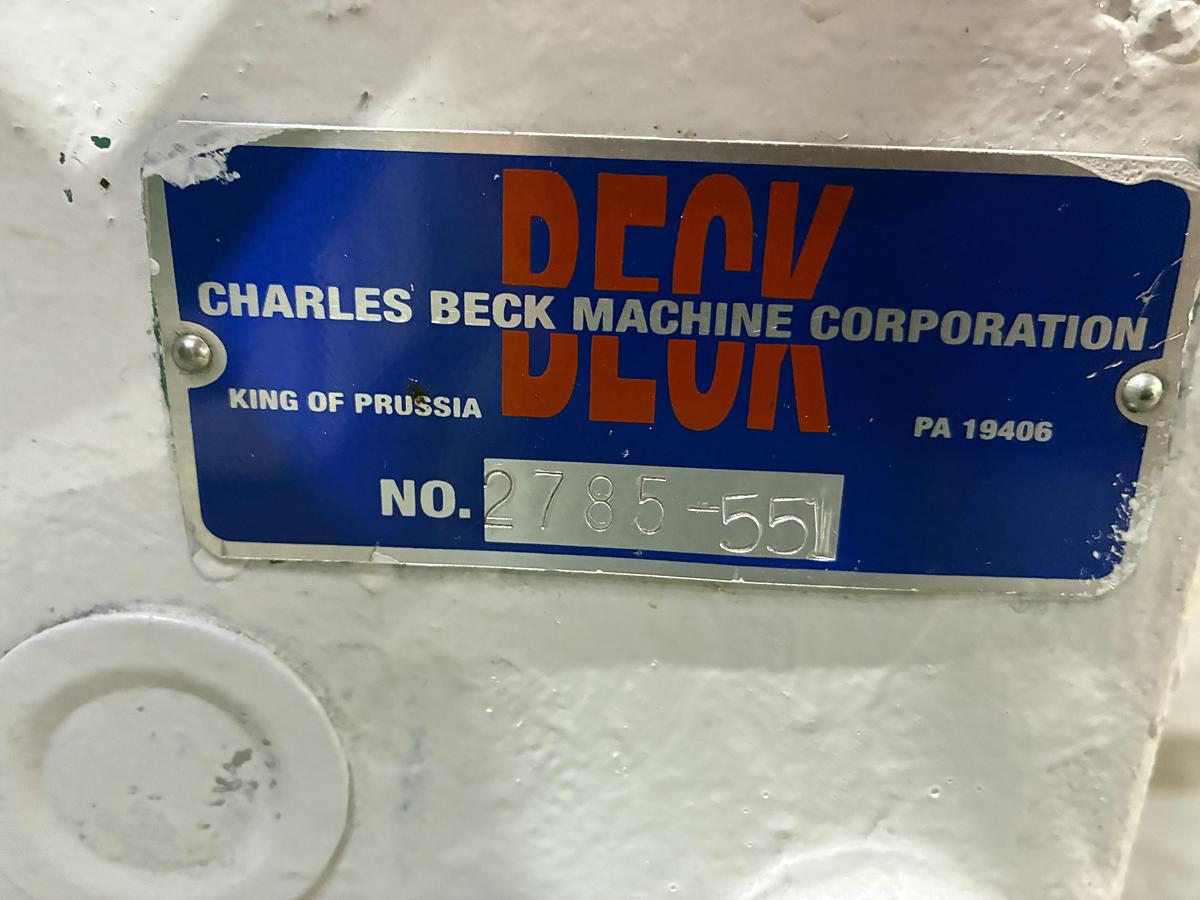 BECK
CHARLES BECK MACHINE CORPORATION
KING OF PRUSSIA PA 19406
NO. 2785-551